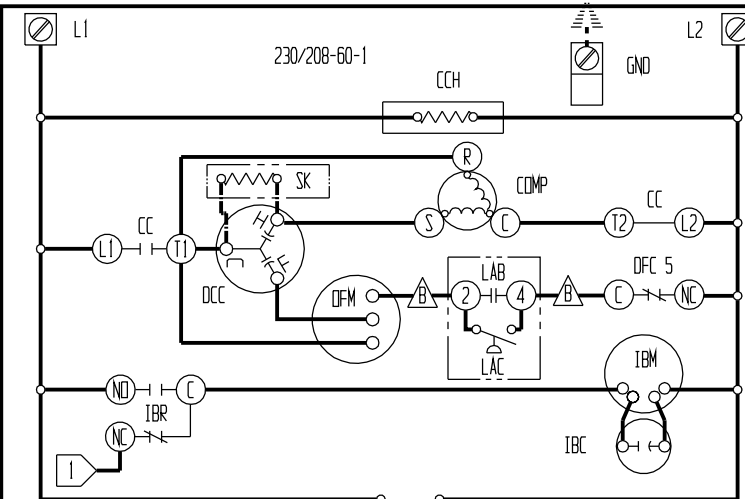 L1
L2
230/208-60-1
GND
CCH
R
SK
COMP
CC
H
S
C
T2
CC
L2
L1
T1
C
F
DCC
OFM
B
LAB
2
4
B
DFC 5
C
NC
LAC
IBM
NO
C
IBR
NC
IBC
1